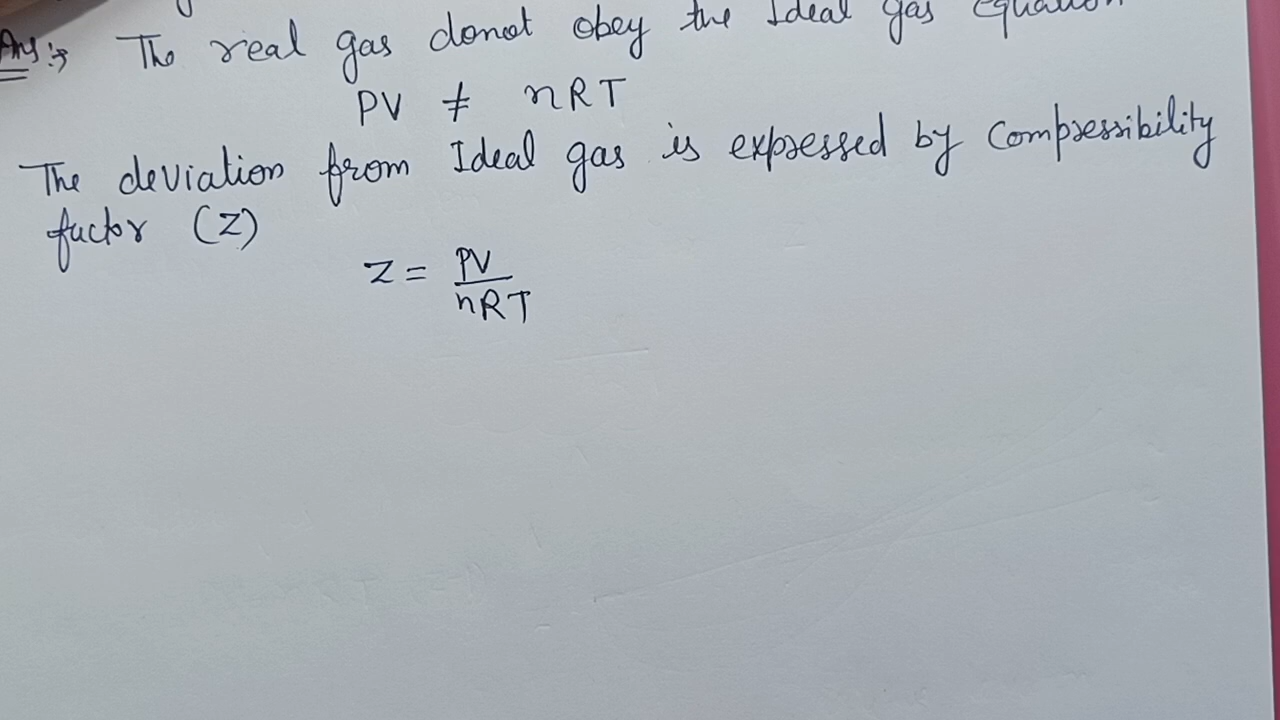 Ans :→ The real gas donot obey the Ideal gas equation
PV ≠ nRT
The deviation from Ideal gas is expressed by Compressibility
factor (Z)
Z = PV/nRT